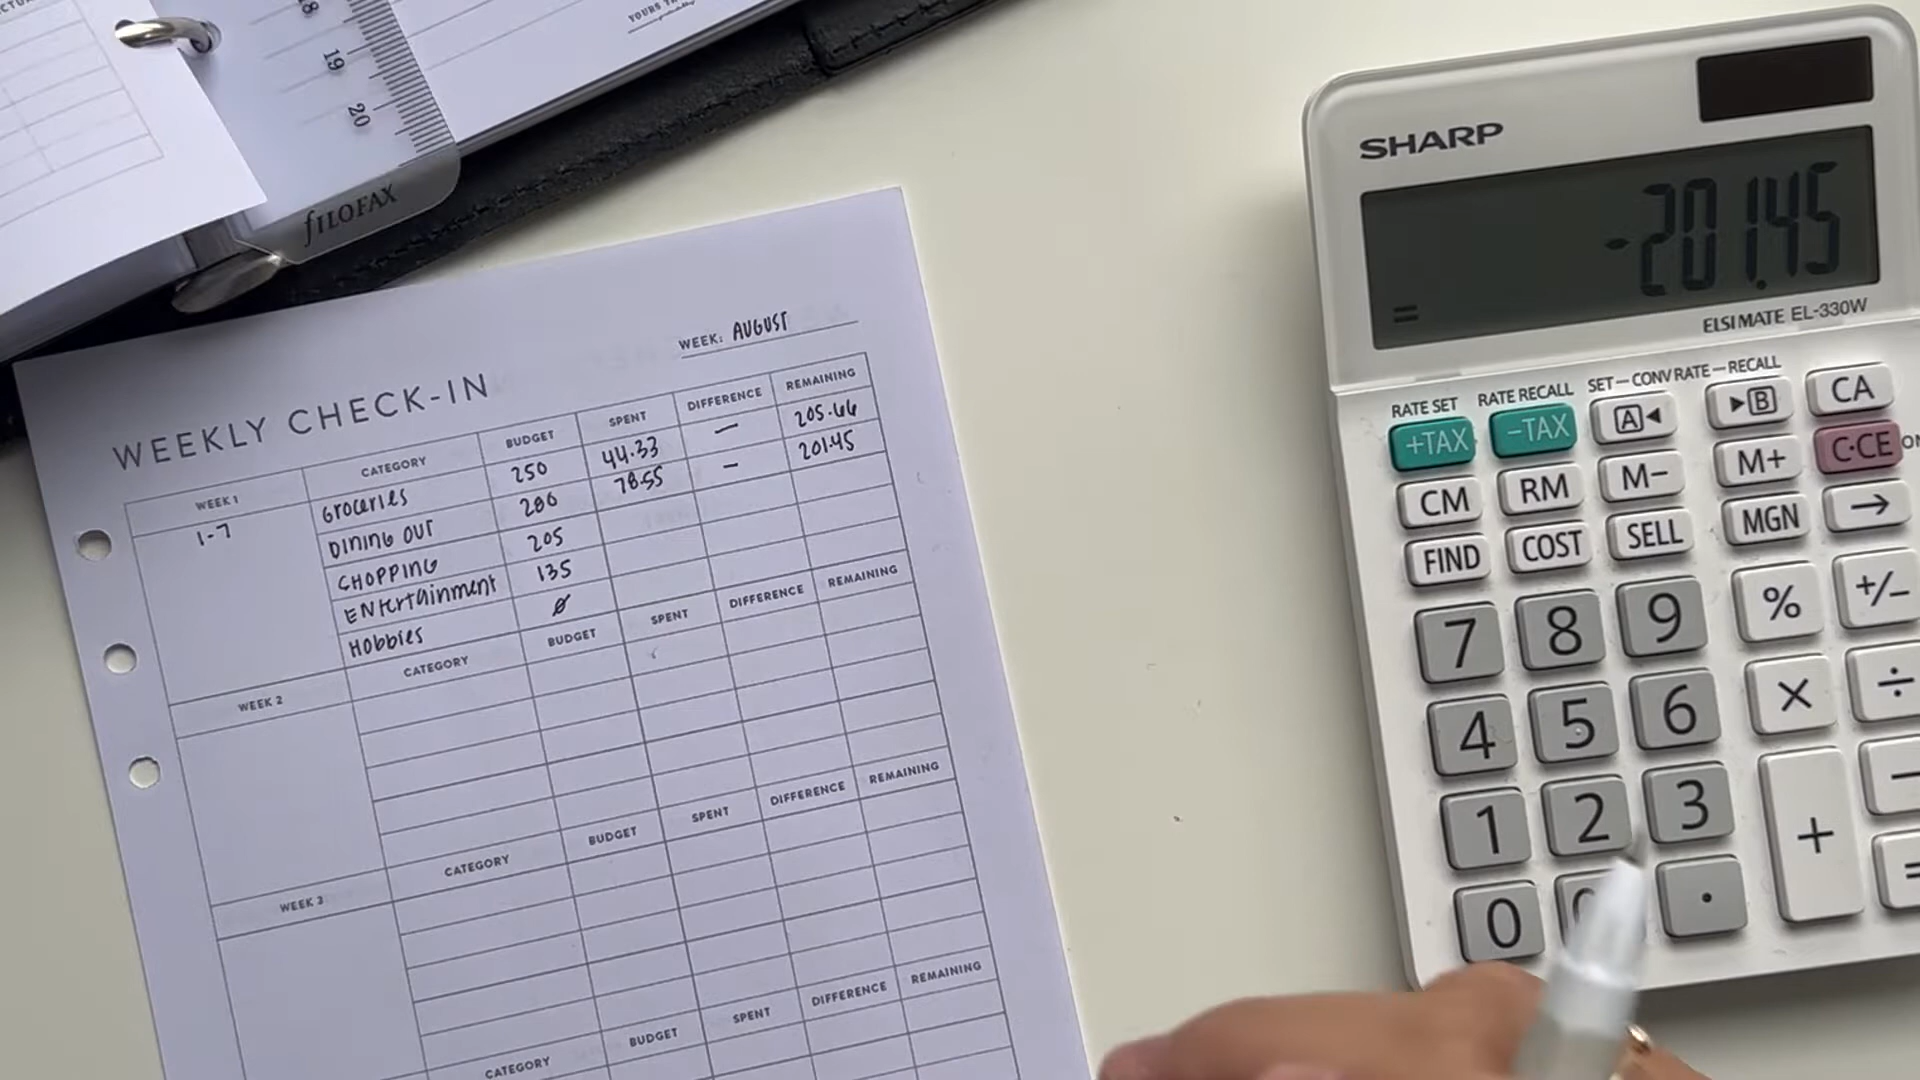 18
19
20
fILOFAX
SHARP
-201.45
=
ELSI MATE EL-330W
RATE SET RATE RECALL SET — CONV RATE — RECALL
+TAX -TAX A◀ ▶B CA
CM RM M- M+ C·CE
FIND COST SELL MGN →
7 8 9 % +/-
4 5 6 × ÷
1 2 3 + −
0 . =
WEEKLY CHECK-IN
WEEK: AUGUST
WEEK 1 CATEGORY BUDGET SPENT DIFFERENCE REMAINING
1-7 Groceries 250 44.33 — 205.66
DINING OUT 280 78.55 — 201.45
CHOPPING 205
ENtertainment 135
HOBBIES Ø
WEEK 2 CATEGORY BUDGET SPENT DIFFERENCE REMAINING
WEEK 3 CATEGORY BUDGET SPENT DIFFERENCE REMAINING
CATEGORY BUDGET SPENT DIFFERENCE REMAINING